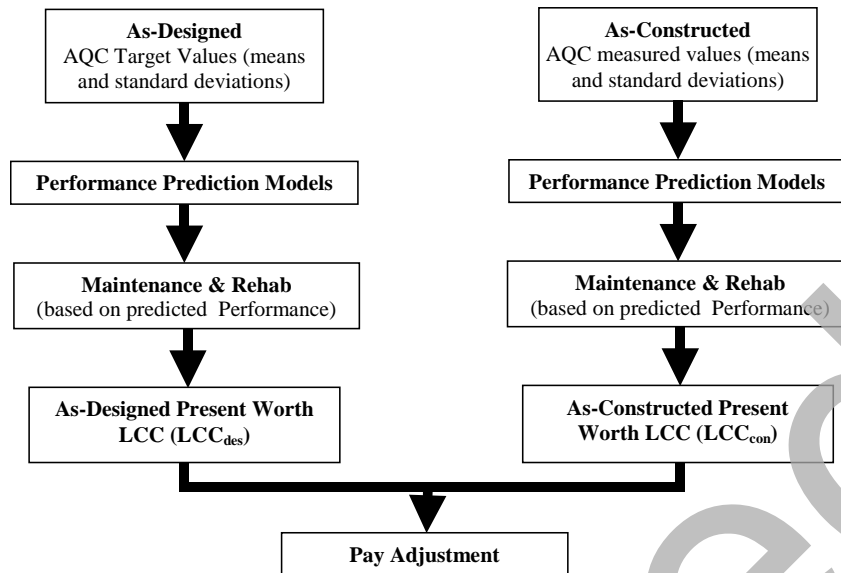 As-Designed
AQC Target Values (means
and standard deviations)
As-Constructed
AQC measured values (means
and standard deviations)
Performance Prediction Models
Performance Prediction Models
Maintenance & Rehab
(based on predicted Performance)
Maintenance & Rehab
(based on predicted Performance)
As-Designed Present Worth
LCC (LCCdes)
As-Constructed Present
Worth LCC (LCCcon)
Pay Adjustment